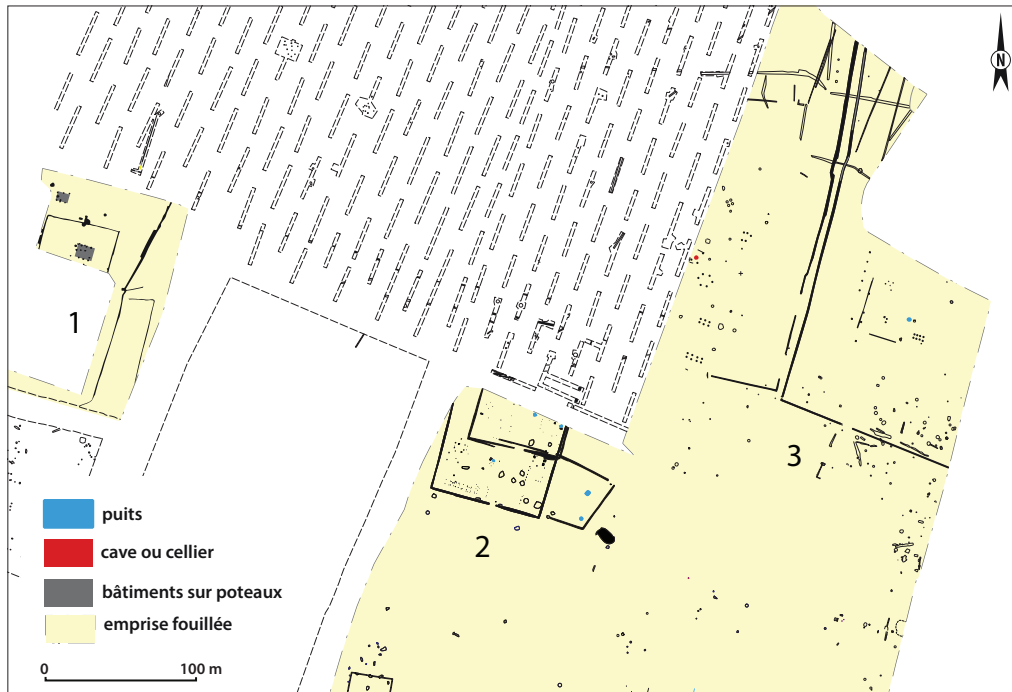 N
1
2
3
puits
cave ou cellier
bâtiments sur poteaux
emprise fouillée
0 100 m